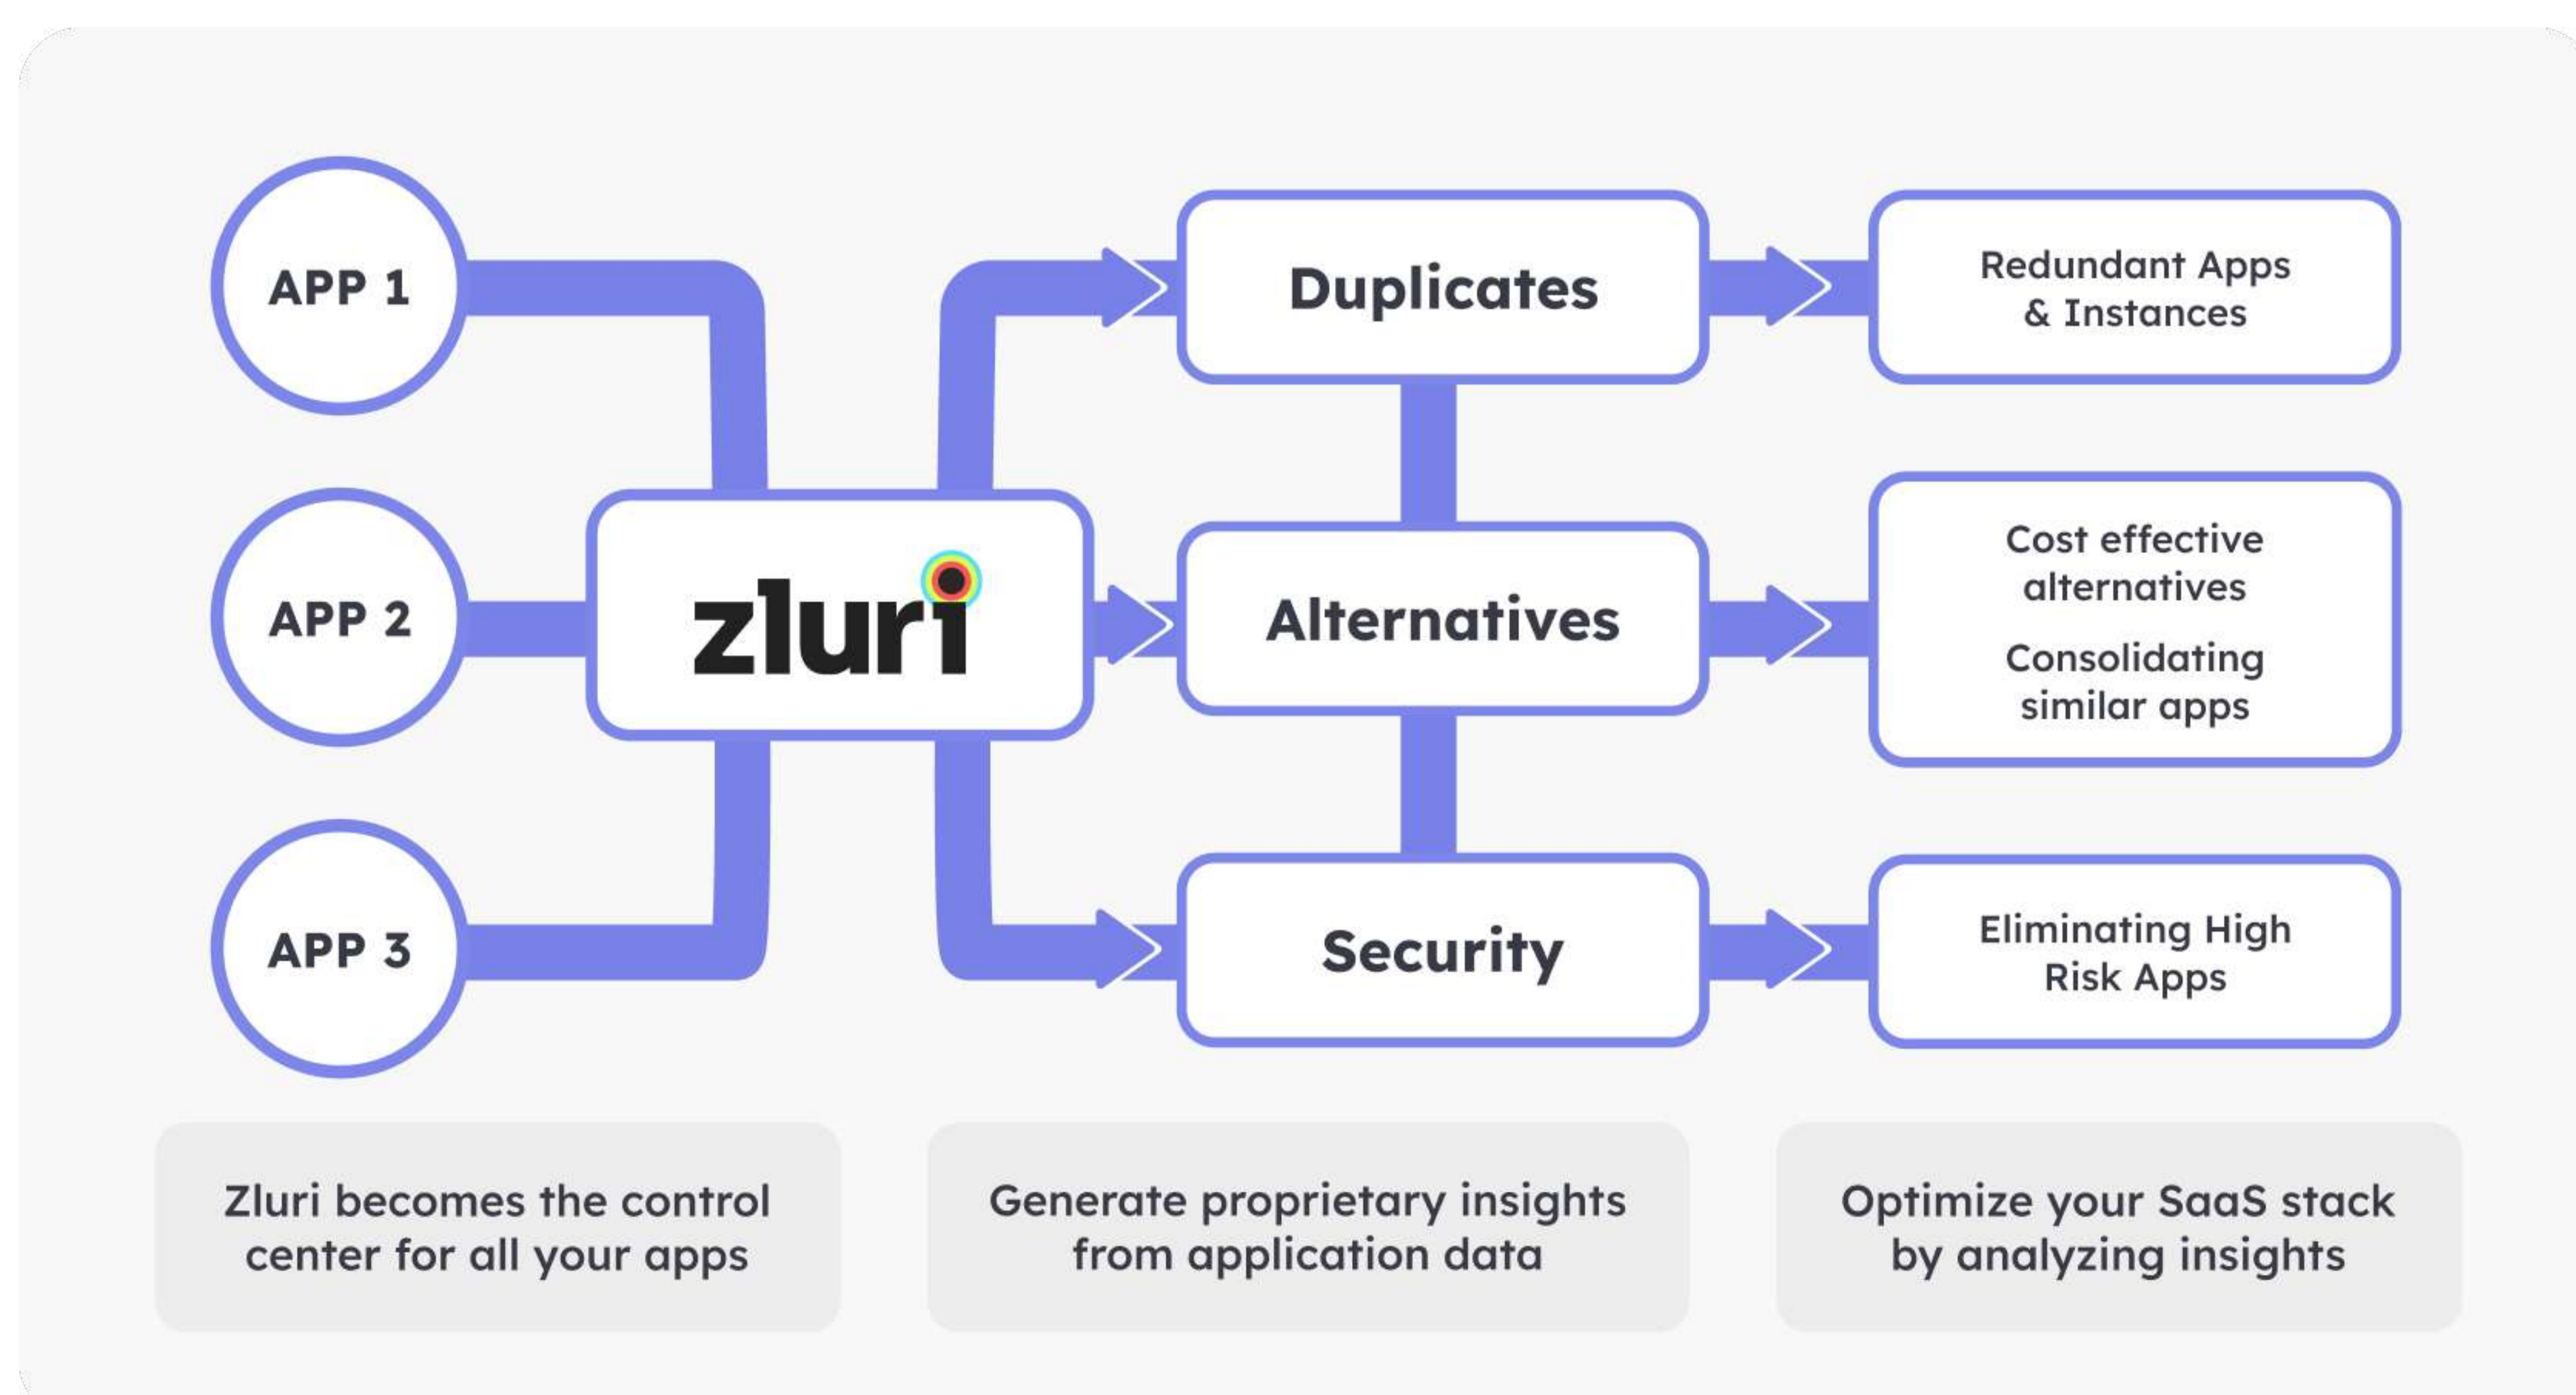 APP 1
Duplicates
Redundant Apps
& Instances
APP 2
zluri
Alternatives
Cost effective
alternatives
Consolidating
similar apps
APP 3
Security
Eliminating High
Risk Apps
Zluri becomes the control
center for all your apps
Generate proprietary insights
from application data
Optimize your SaaS stack
by analyzing insights